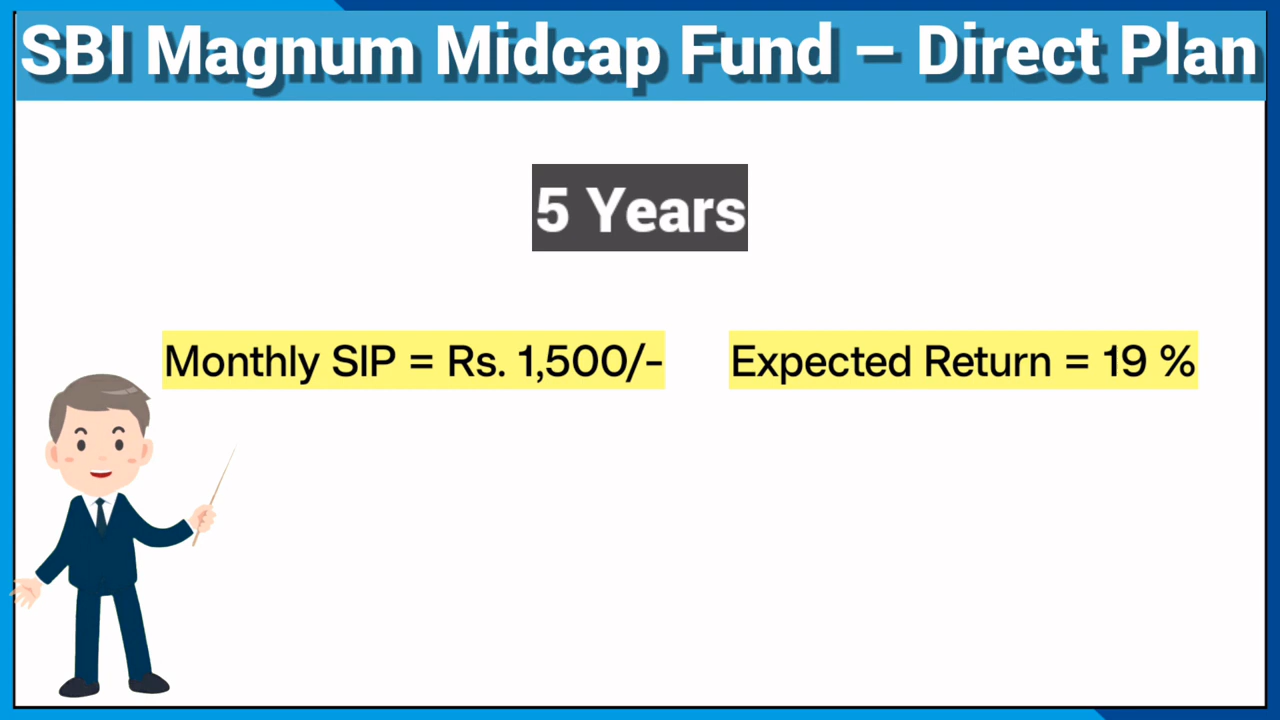 SBI Magnum Midcap Fund – Direct Plan
5 Years
Monthly SIP = Rs. 1,500/- Expected Return = 19 %